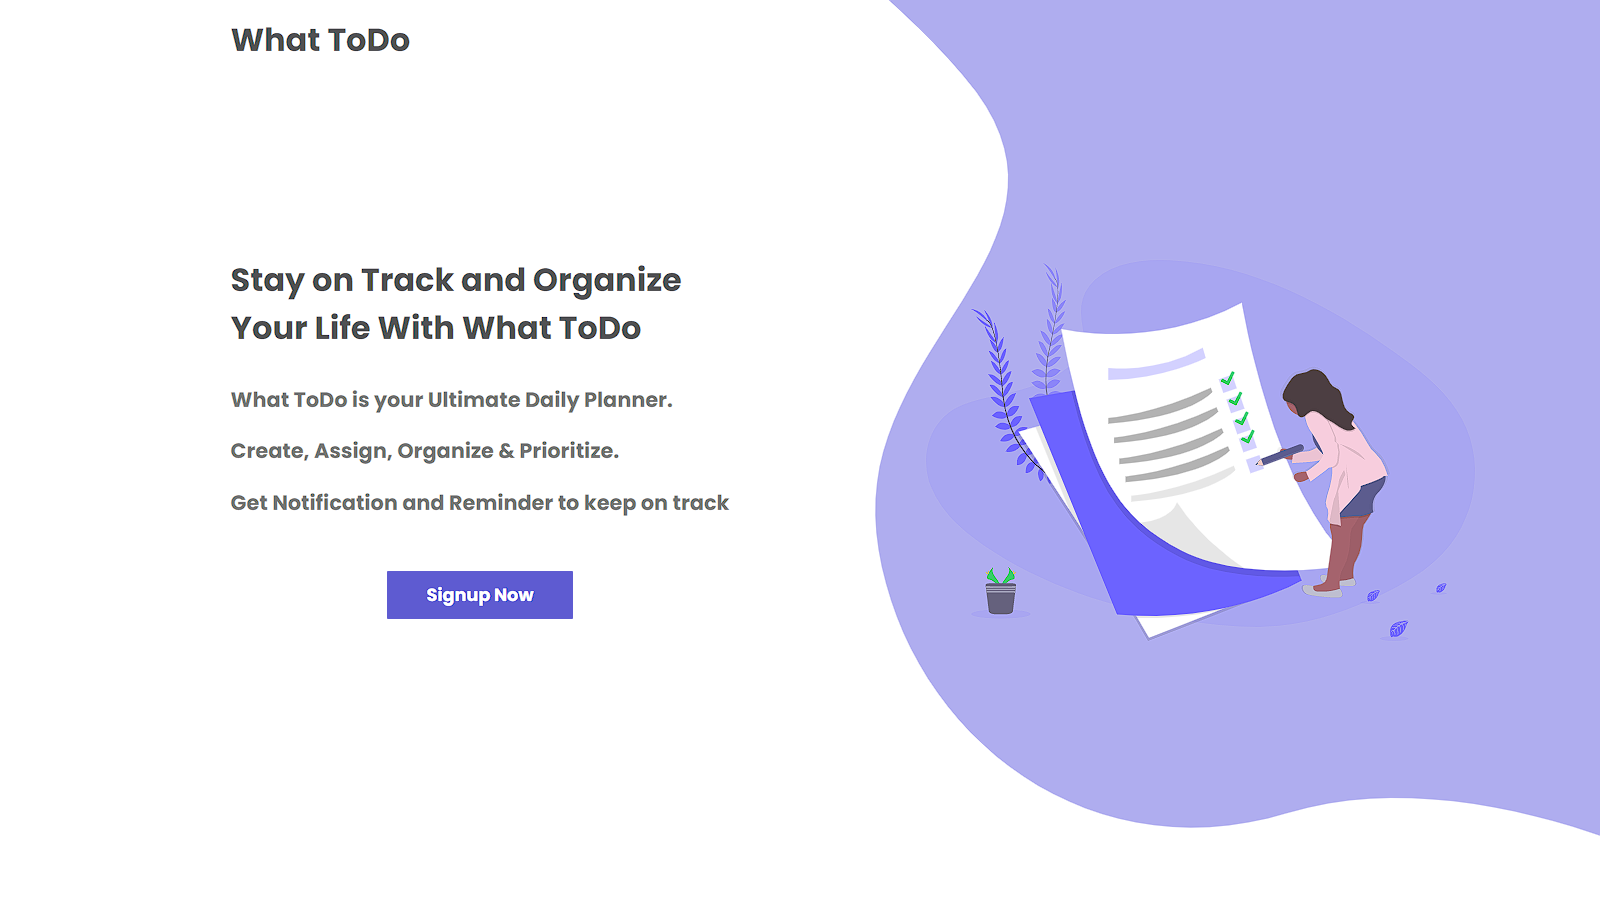 What ToDo
Stay on Track and Organize
Your Life With What ToDo
What ToDo is your Ultimate Daily Planner.
Create, Assign, Organize & Prioritize.
Get Notification and Reminder to keep on track
Signup Now